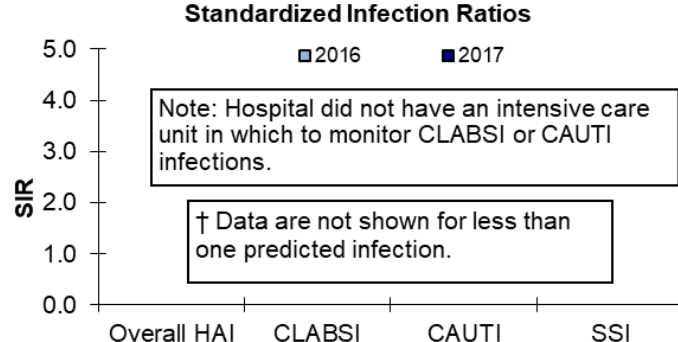 Standardized Infection Ratios
2016 2017
5.0
4.0
3.0
2.0
1.0
0.0
SIR
Note: Hospital did not have an intensive care
unit in which to monitor CLABSI or CAUTI
infections.
† Data are not shown for less than
one predicted infection.
Overall HAI CLABSI CAUTI SSI